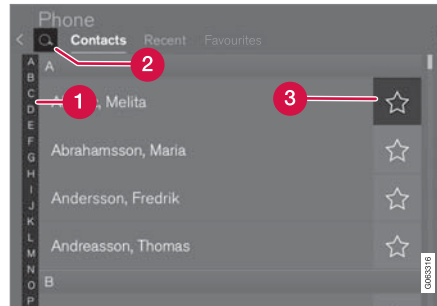 Phone
< Contacts Recent Favourites
2
A
A
B
C
D
E
F
G
H
I
J
K
L
M
N
O
P
1
, Melita
3
Abrahamsson, Maria
Andersson, Fredrik
Andreasson, Thomas
B
G063316